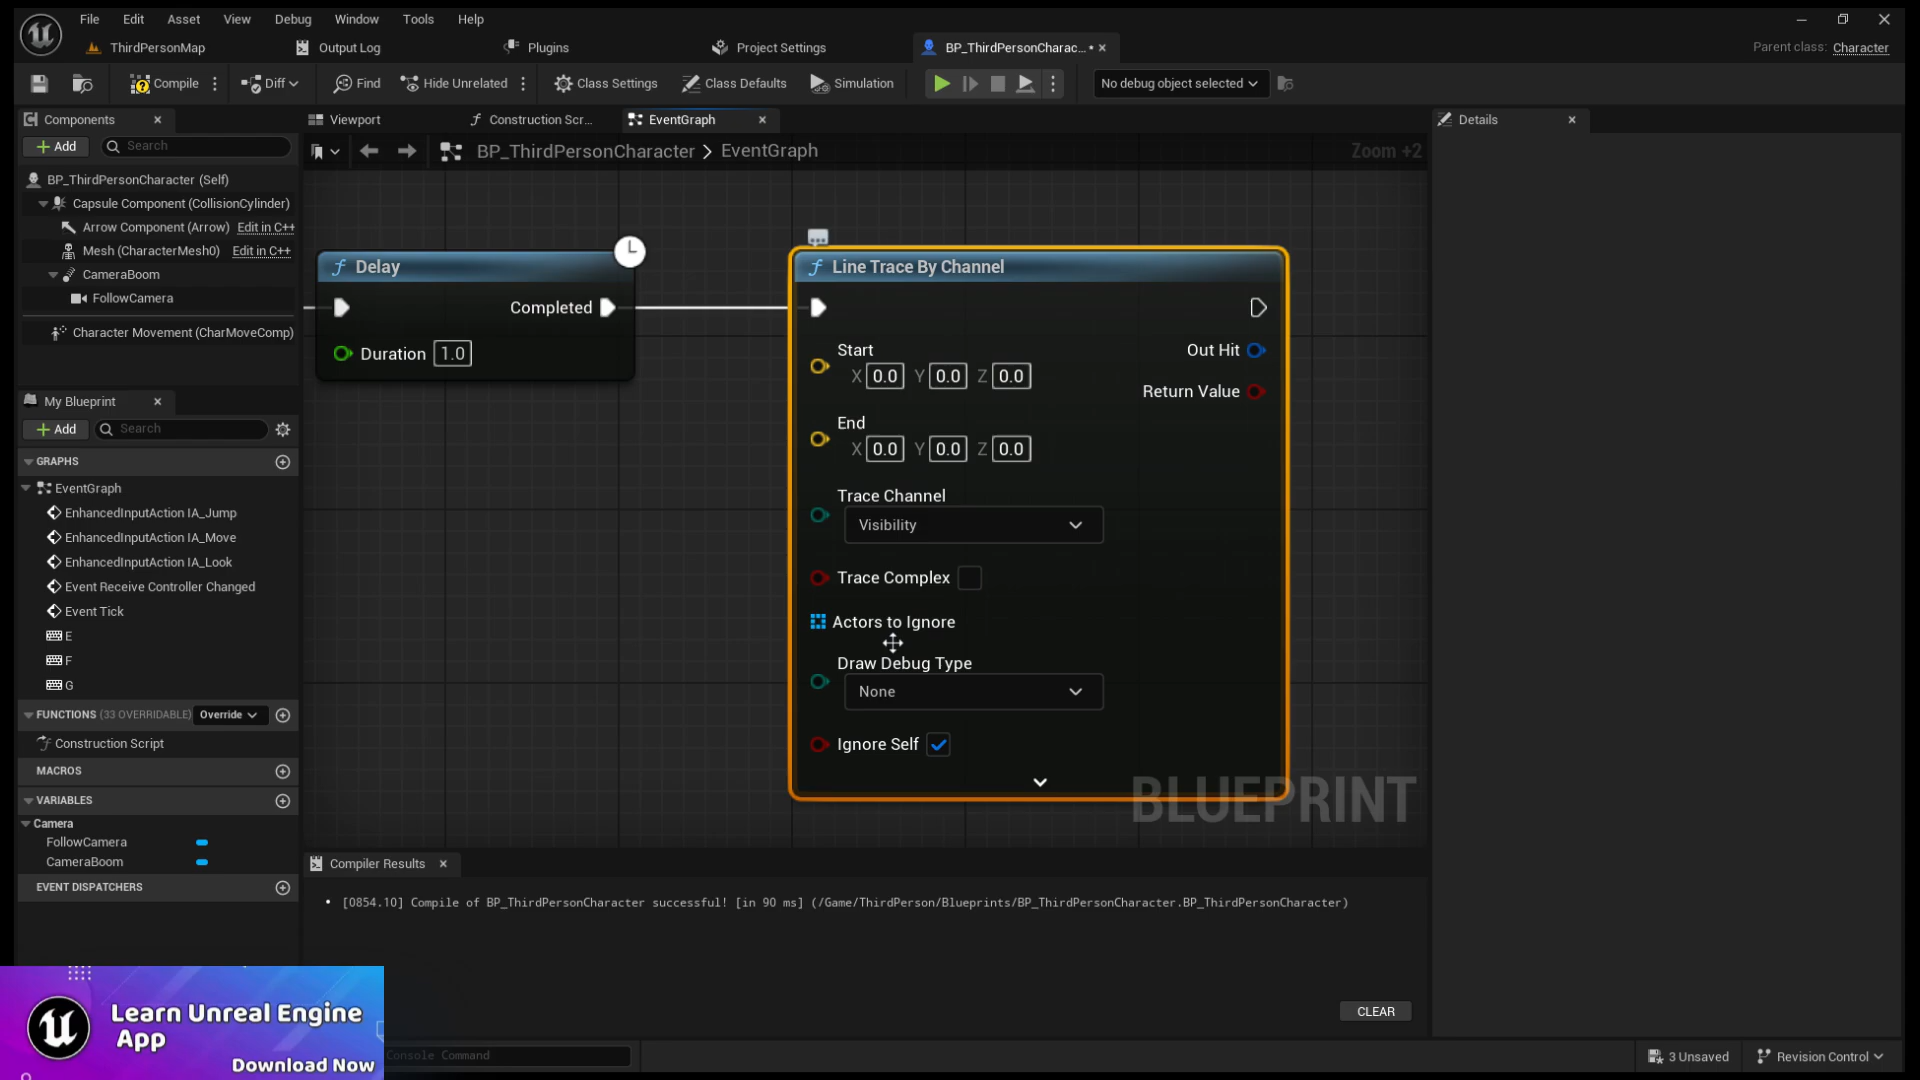 File Edit Asset View Debug Window Tools Help
ThirdPersonMap Output Log Plugins Project Settings BP_ThirdPersonCharac... • Parent class: Character
Compile Diff Find Hide Unrelated Class Settings Class Defaults Simulation No debug object selected
Components Viewport Construction Scr... EventGraph Details
Add Search BP_ThirdPersonCharacter > EventGraph Zoom +2
BP_ThirdPersonCharacter (Self)
Capsule Component (CollisionCylinder)
Arrow Component (Arrow) Edit in C++
Mesh (CharacterMesh0) Edit in C++
CameraBoom
FollowCamera
Character Movement (CharMoveComp)
My Blueprint
Add Search
GRAPHS
EventGraph
EnhancedInputAction IA_Jump
EnhancedInputAction IA_Move
EnhancedInputAction IA_Look
Event Receive Controller Changed
Event Tick
E
F
G
FUNCTIONS (33 OVERRIDABLE) Override
Construction Script
MACROS
VARIABLES
Camera
FollowCamera
CameraBoom
EVENT DISPATCHERS
f Delay
Completed
Duration 1.0
f Line Trace By Channel
Start
X 0.0 Y 0.0 Z 0.0
Out Hit
Return Value
End
X 0.0 Y 0.0 Z 0.0
Trace Channel
Visibility
Trace Complex
Actors to Ignore
Draw Debug Type
None
Ignore Self
BLUEPRINT
Compiler Results
• [0854.10] Compile of BP_ThirdPersonCharacter successful! [in 90 ms] (/Game/ThirdPerson/Blueprints/BP_ThirdPersonCharacter.BP_ThirdPersonCharacter)
CLEAR
Learn Unreal Engine
App
Download Now
Console Command
3 Unsaved Revision Control